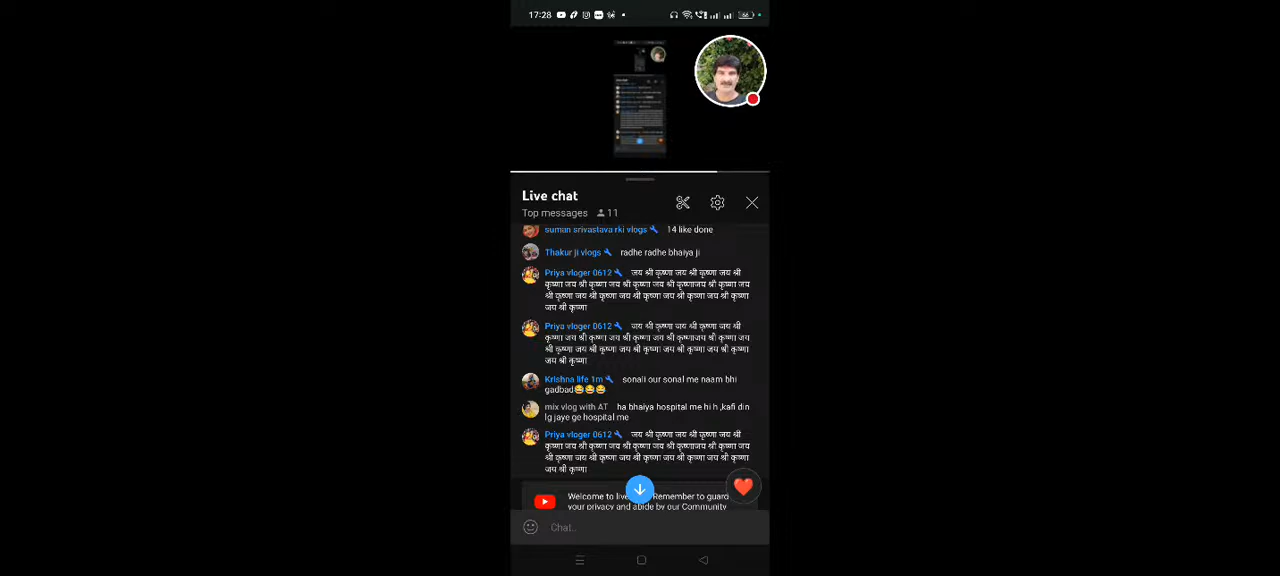 17:28
66
Live chat
Top messages 11
suman srivastava rki vlogs 14 like done
Thakur ji vlogs radhe radhe bhaiya ji
Priya vloger 0612 जय श्री कृष्णा जय श्री कृष्णा जय श्री
कृष्णा जय श्री कृष्णा जय श्री कृष्णा जय श्री कृष्णाजय श्री कृष्णा जय
श्री कृष्णा जय श्री कृष्णा जय श्री कृष्णा जय श्री कृष्णा जय श्री कृष्णा
जय श्री कृष्णा
Priya vloger 0612 जय श्री कृष्णा जय श्री कृष्णा जय श्री
कृष्णा जय श्री कृष्णा जय श्री कृष्णा जय श्री कृष्णाजय श्री कृष्णा जय
श्री कृष्णा जय श्री कृष्णा जय श्री कृष्णा जय श्री कृष्णा जय श्री कृष्णा
जय श्री कृष्णा
Krishna life 1m sonali our sonal me naam bhi
gadbad😂😂😂
mix vlog with AT ha bhaiya hospital me hi h ,kafi din
lg jaye ge hospital me
Priya vloger 0612 जय श्री कृष्णा जय श्री कृष्णा जय श्री
कृष्णा जय श्री कृष्णा जय श्री कृष्णा जय श्री कृष्णाजय श्री कृष्णा जय
श्री कृष्णा जय श्री कृष्णा जय श्री कृष्णा जय श्री कृष्णा जय श्री कृष्णा
जय श्री कृष्णा
Welcome to live Remember to guard
your privacy and abide by our Community
Chat..